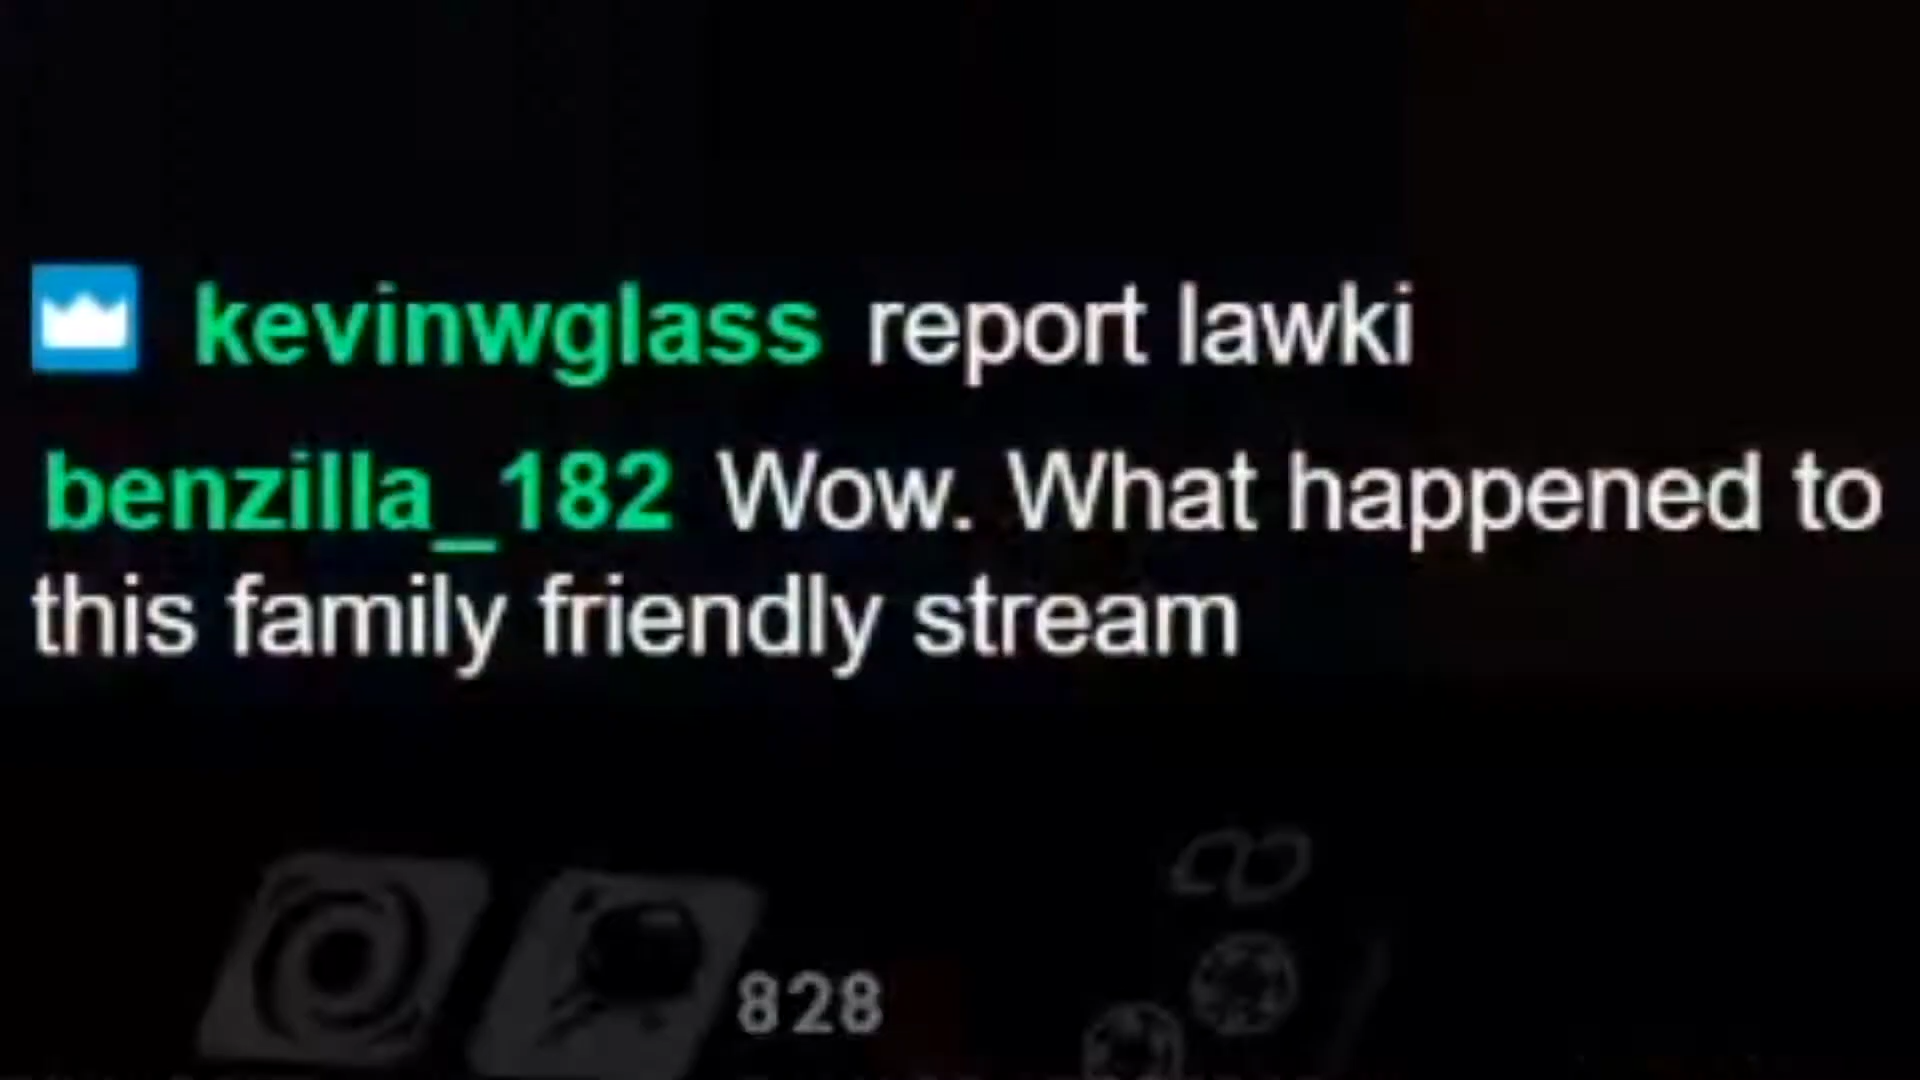 kevinwglass report lawki
benzilla_182 Wow. What happened to
this family friendly stream
828